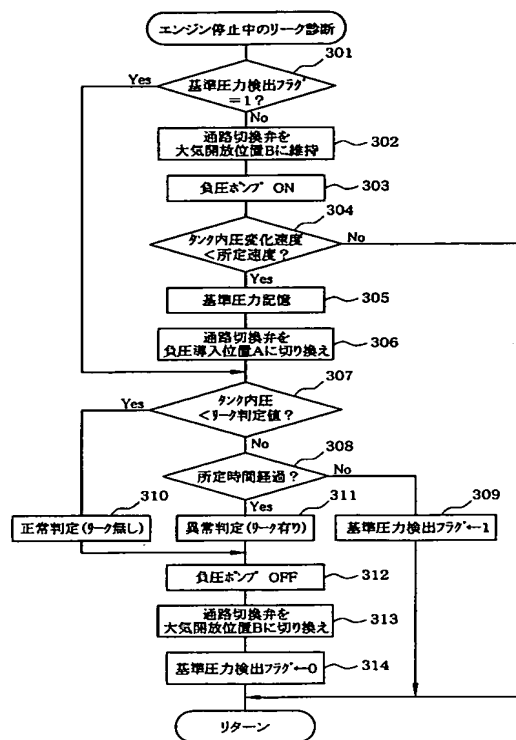 エンジン停止中のリーク診断
301
Yes
基準圧力検出フラグ
=1?
No
通路切換弁を
大気開放位置Bに維持
302
負圧ポンプ ON
303
304
タンク内圧変化速度
<所定速度?
No
Yes
基準圧力記憶
305
通路切換弁を
負圧導入位置Aに切り換え
306
307
Yes
タンク内圧
<リーク判定値?
No
308
所定時間経過?
No
310
Yes
311
309
正常判定(リーク無し)
異常判定(リーク有り)
基準圧力検出フラグ←1
負圧ポンプ OFF
312
通路切換弁を
大気開放位置Bに切り換え
313
基準圧力検出フラグ←0
314
リターン